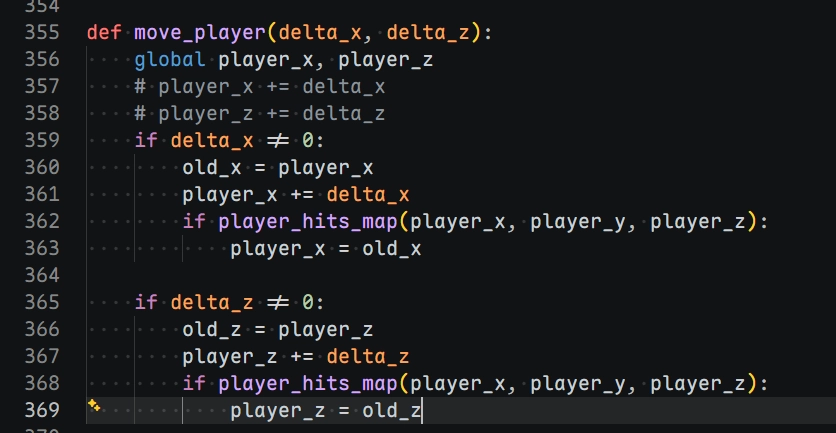 354
355 def move_player(delta_x, delta_z):
356     global player_x, player_z
357     # player_x += delta_x
358     # player_z += delta_z
359     if delta_x ≠ 0:
360         old_x = player_x
361         player_x += delta_x
362         if player_hits_map(player_x, player_y, player_z):
363             player_x = old_x
364
365     if delta_z ≠ 0:
366         old_z = player_z
367         player_z += delta_z
368         if player_hits_map(player_x, player_y, player_z):
369             player_z = old_z
370